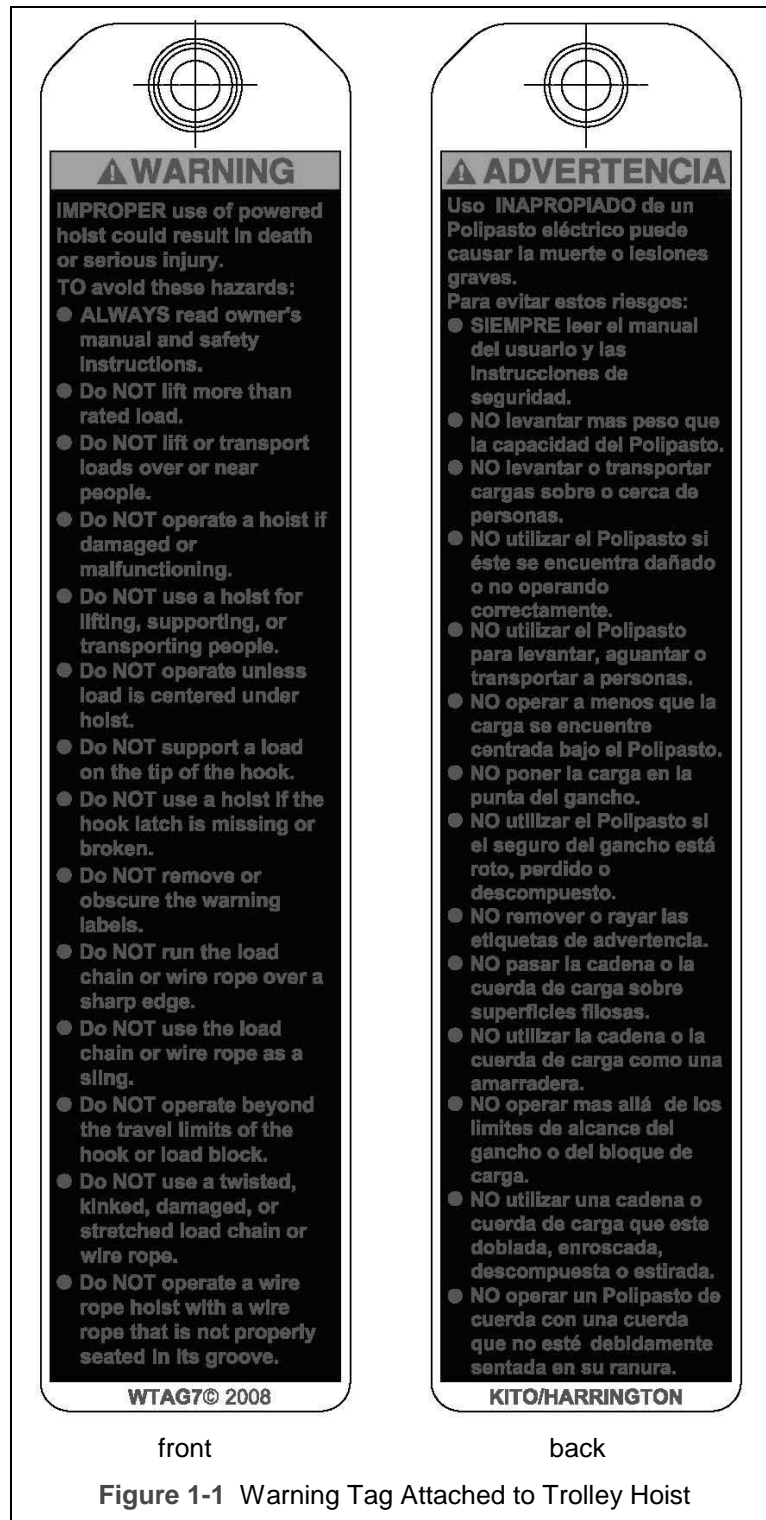 WARNING
IMPROPER use of powered
hoist could result in death
or serious injury.
TO avoid these hazards:
● ALWAYS read owner's
manual and safety
instructions.
● Do NOT lift more than
rated load.
● Do NOT lift or transport
loads over or near
people.
● Do NOT operate a hoist if
damaged or
malfunctioning.
● Do NOT use a hoist for
lifting, supporting, or
transporting people.
● Do NOT operate unless
load is centered under
hoist.
● Do NOT support a load
on the tip of the hook.
● Do NOT use a hoist if the
hook latch is missing or
broken.
● Do NOT remove or
obscure the warning
labels.
● Do NOT run the load
chain or wire rope over a
sharp edge.
● Do NOT use the load
chain or wire rope as a
sling.
● Do NOT operate beyond
the travel limits of the
hook or load block.
● Do NOT use a twisted,
kinked, damaged, or
stretched load chain or
wire rope.
● Do NOT operate a wire
rope hoist with a wire
rope that is not properly
seated in its groove.
WTAG7© 2008
front
ADVERTENCIA
Uso INAPROPIADO de un
Polipasto eléctrico puede
causar la muerte o lesiones
graves.
Para evitar estos riesgos:
● SIEMPRE leer el manual
del usuario y las
instrucciones de
seguridad.
● NO levantar mas peso que
la capacidad del Polipasto.
● NO levantar o transportar
cargas sobre o cerca de
personas.
● NO utilizar el Polipasto si
éste se encuentra dañado
o no operando
correctamente.
● NO utilizar el Polipasto
para levantar, aguantar o
transportar a personas.
● NO operar a menos que la
carga se encuentre
centrada bajo el Polipasto.
● NO poner la carga en la
punta del gancho.
● NO utilizar el Polipasto si
el seguro del gancho está
roto, perdido o
descompuesto.
● NO remover o rayar las
etiquetas de advertencia.
● NO pasar la cadena o la
cuerda de carga sobre
superficies filosas.
● NO utilizar la cadena o la
cuerda de carga como una
amarradera.
● NO operar mas allá de los
limites de alcance del
gancho o del bloque de
carga.
● NO utilizar una cadena o
cuerda de carga que este
doblada, enroscada,
descompuesta o estirada.
● NO operar un Polipasto de
cuerda con una cuerda
que no esté debidamente
sentada en su ranura.
KITO/HARRINGTON
back
Figure 1-1 Warning Tag Attached to Trolley Hoist